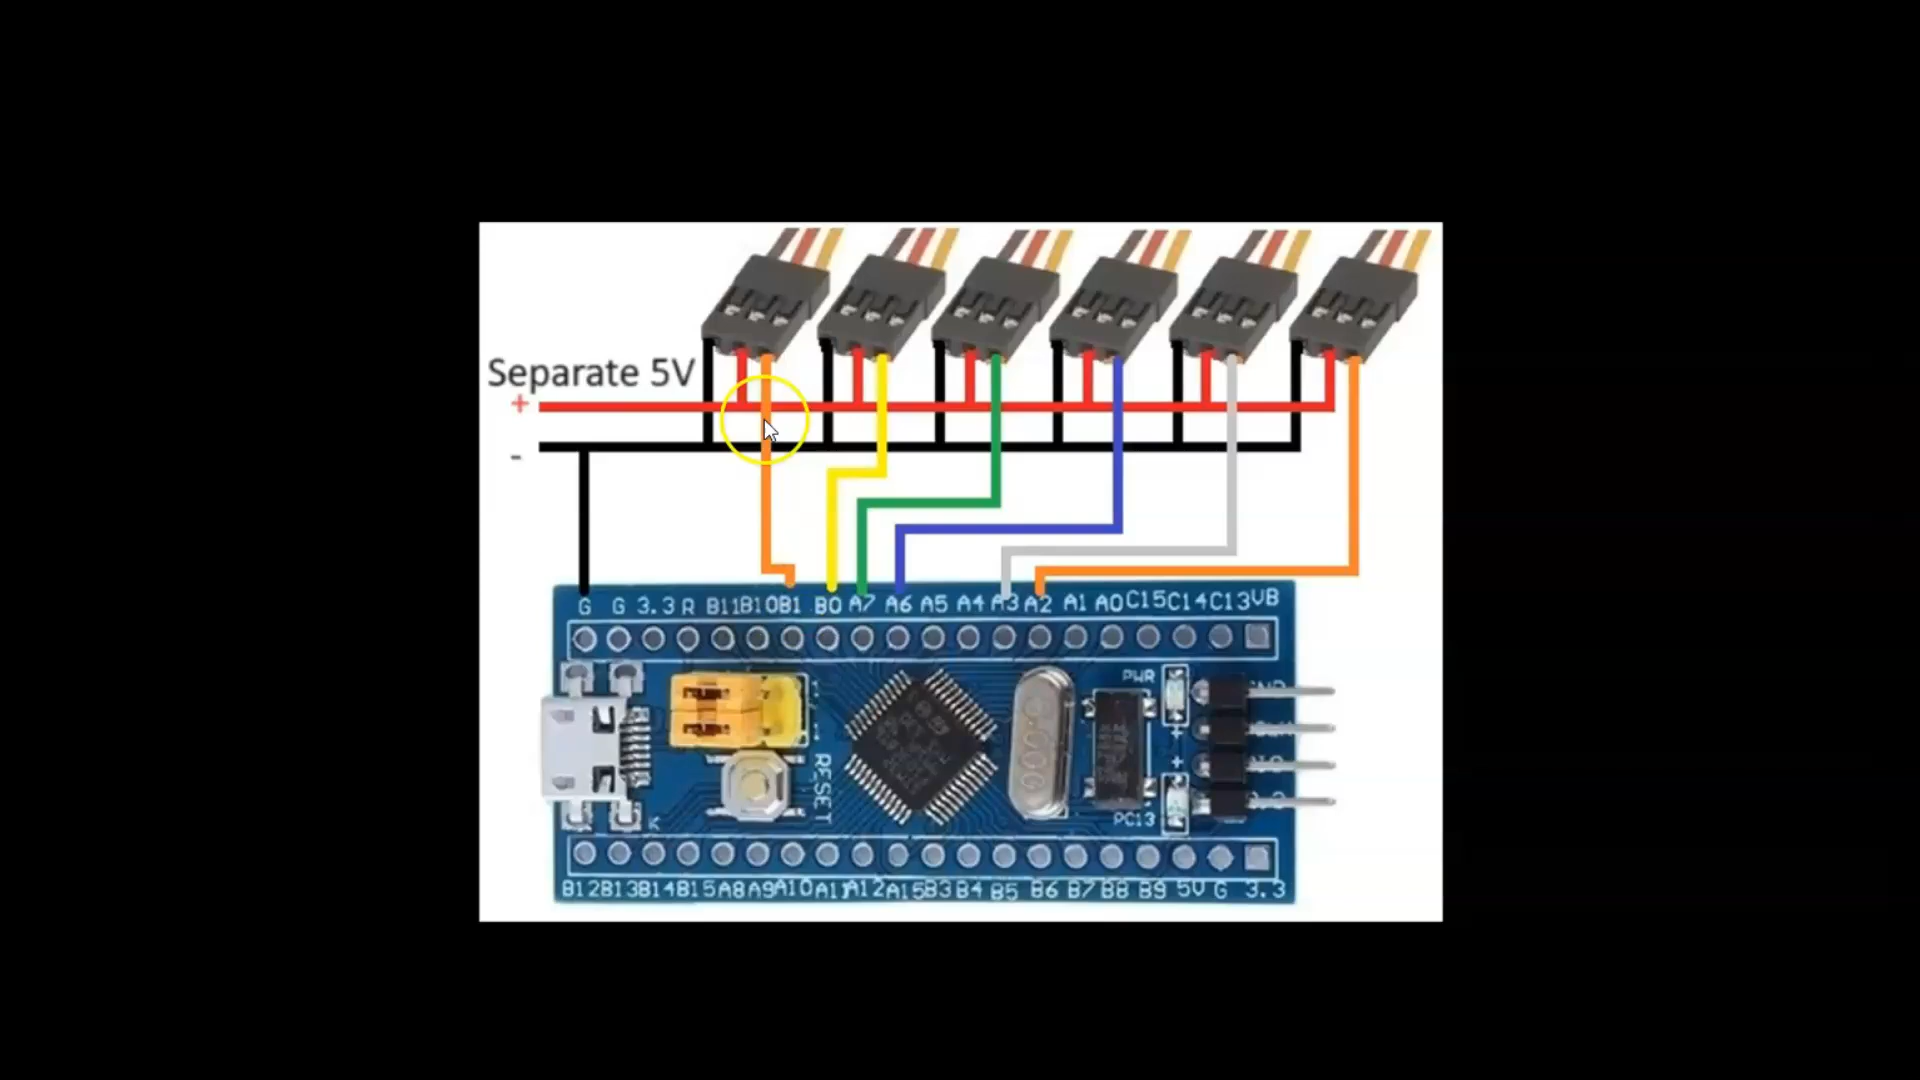 Separate 5V
+
-
G G 3.3 R B11 B10 B1 B0 A7 A6 A5 A4 A3 A2 A1 A0 C15 C14 C13 VB
PWR
+
+
RESET
8.000
PC13
B12 B13 B14 B15 A8 A9 A10 A11 A12 A15 B3 B4 B5 B6 B7 B8 B9 5V G 3.3